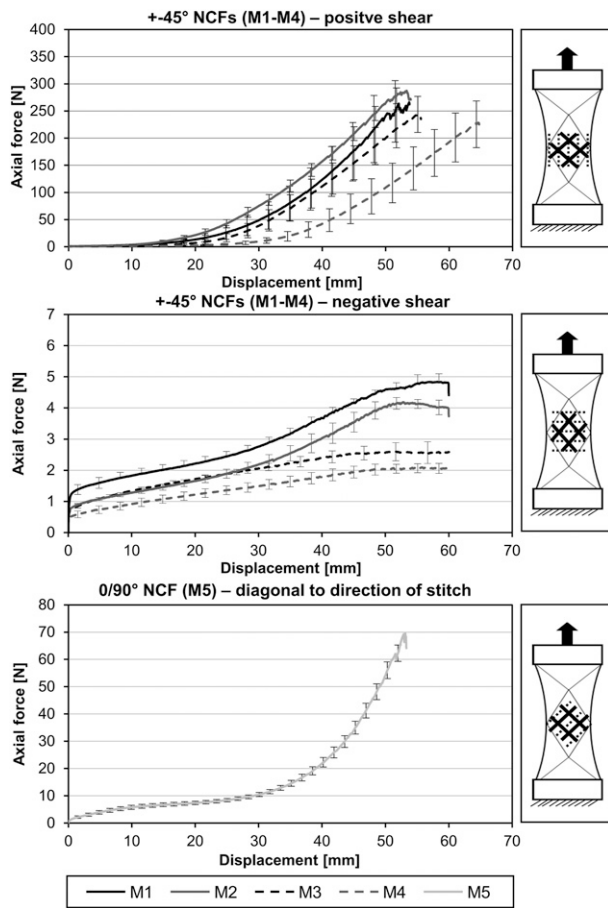 +-45° NCFs (M1-M4) – positve shear
Axial force [N]
400
350
300
250
200
150
100
50
0
0 10 20 30 40 50 60 70
Displacement [mm]
+-45° NCFs (M1-M4) – negative shear
Axial force [N]
7
6
5
4
3
2
1
0
0 10 20 30 40 50 60 70
Displacement [mm]
0/90° NCF (M5) – diagonal to direction of stitch
Axial force [N]
80
70
60
50
40
30
20
10
0
0 10 20 30 40 50 60 70
Displacement [mm]
M1 M2 M3 M4 M5